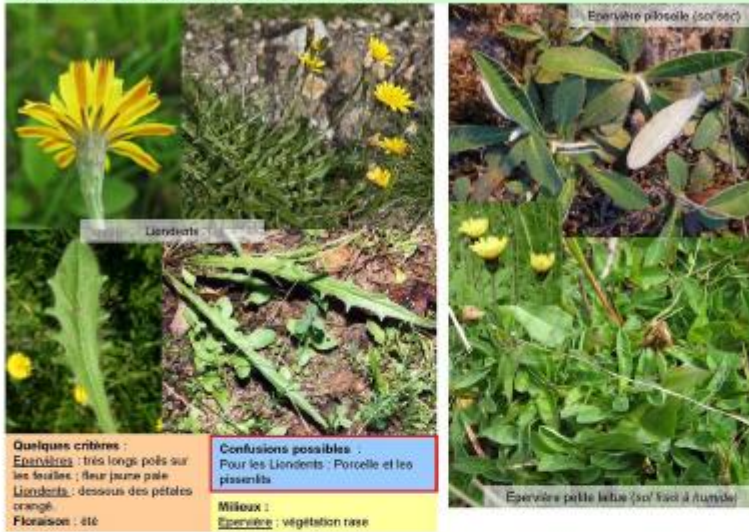 Epervière piloselle (sol sec)
Liondents
Epervière petite laitue (sol frais à humide)
Quelques critères :
Epervières : très longs poils sur
les feuilles ; fleur jaune pale
Liondents : dessous des pétales
orangé.
Floraison : été
Confusions possibles :
Pour les Liondents : Porcelle et les
pissenlits
Milieux :
Epervière : végétation rase